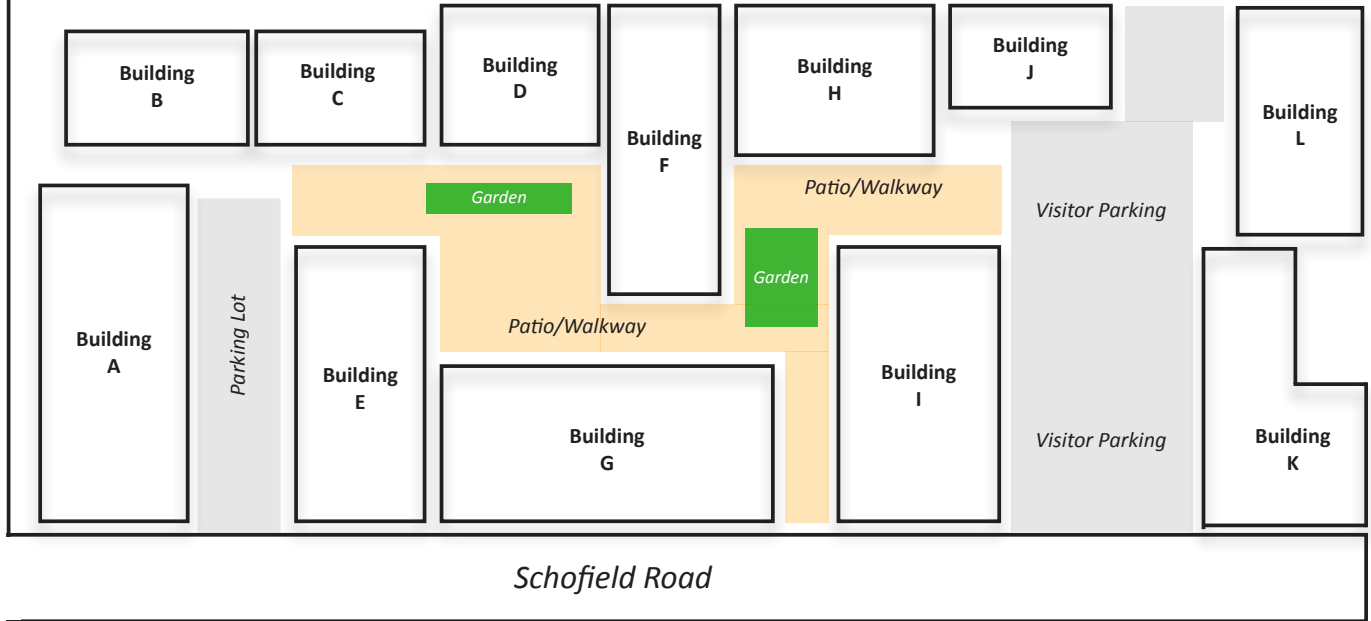 Building
B
Building
C
Building
D
Building
F
Building
H
Building
J
Building
L
Garden
Patio/Walkway
Visitor Parking
Garden
Building
A
Parking Lot
Building
E
Patio/Walkway
Building
I
Building
G
Visitor Parking
Building
K
Schofield Road